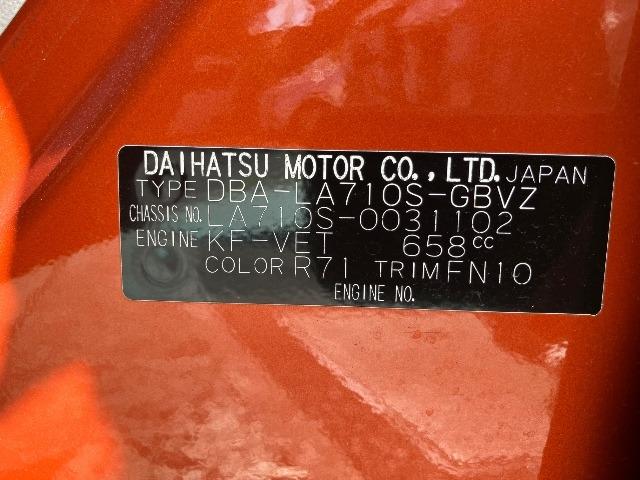 DAIHATSU MOTOR CO., LTD. JAPAN
TYPE DBA-LA710S-GBVZ
CHASSIS NO. LA710S-0031102
ENGINE KF-VET 658cc
COLOR R71 TRIM FN10
ENGINE NO.